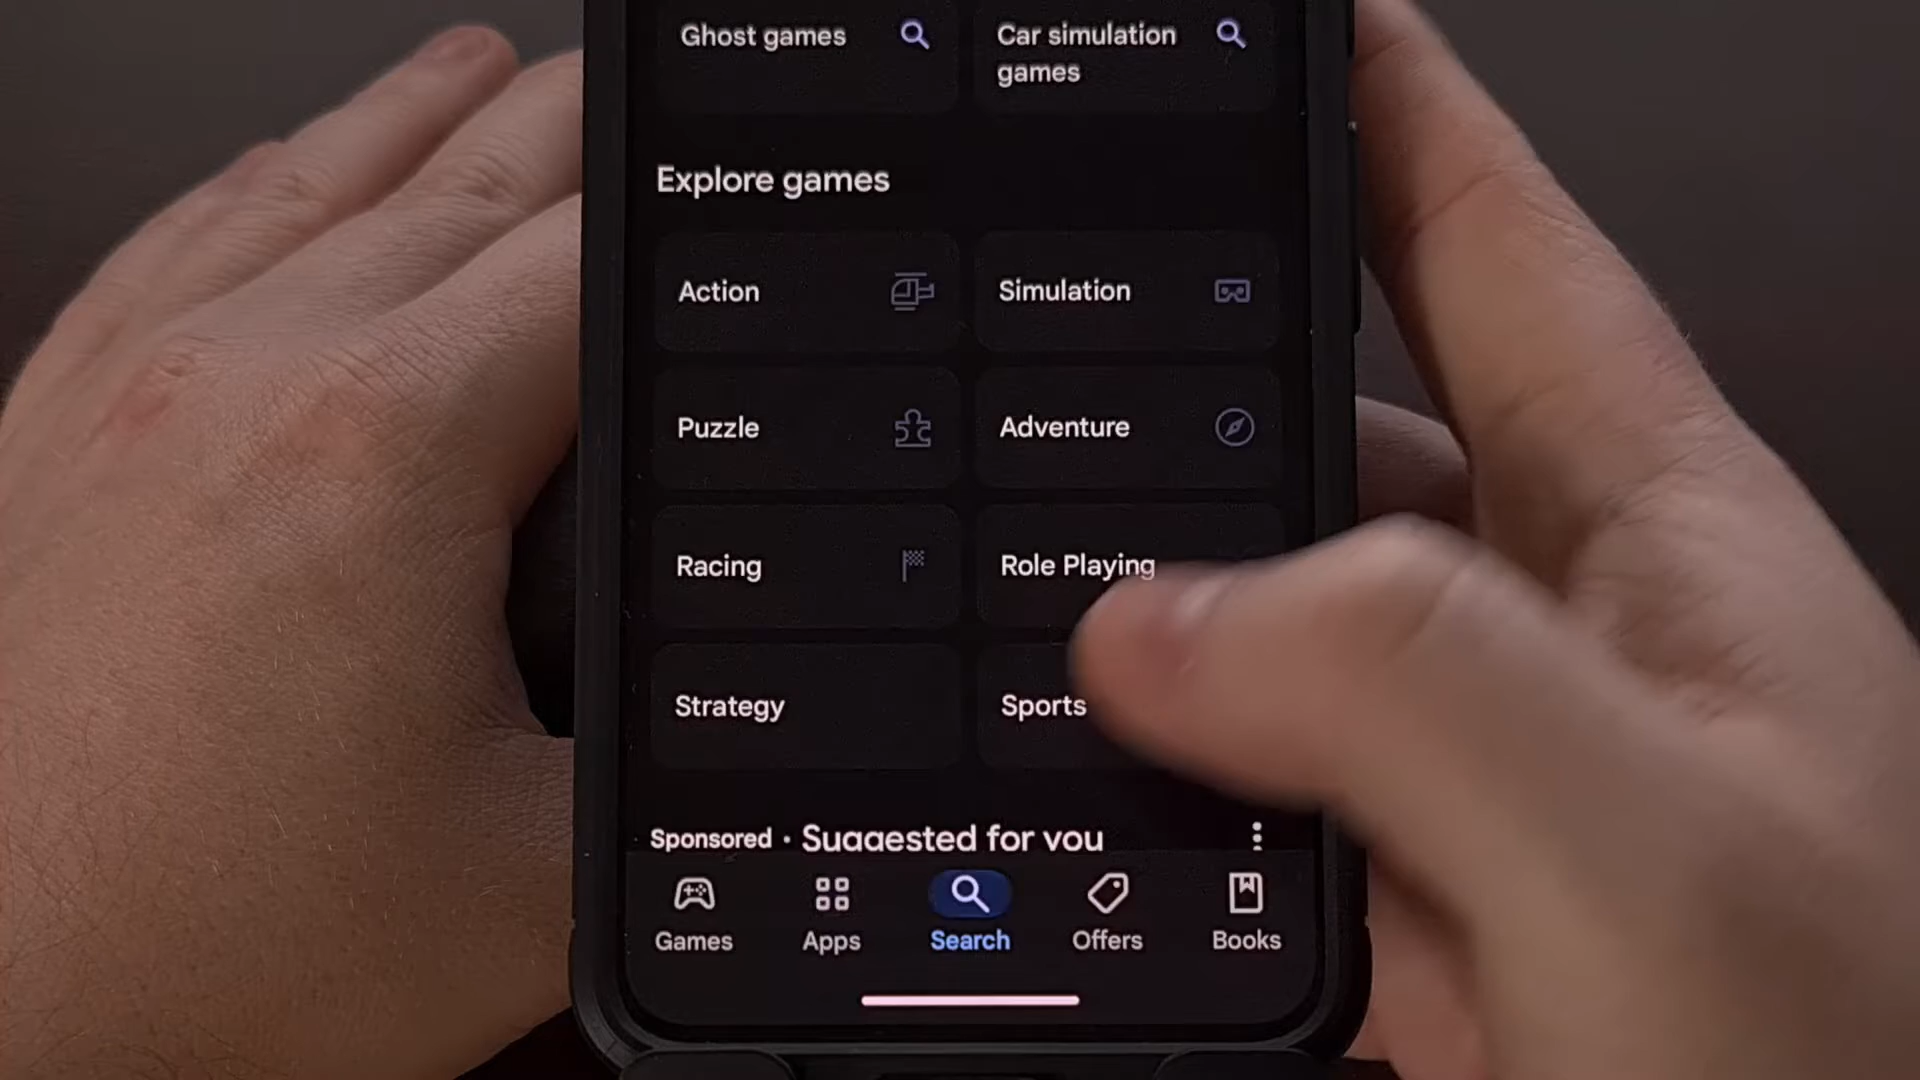 Ghost games
Car simulation
games
Explore games
Action
Simulation
Puzzle
Adventure
Racing
Role Playing
Strategy
Sports
Sponsored · Suggested for you
Games
Apps
Search
Offers
Books